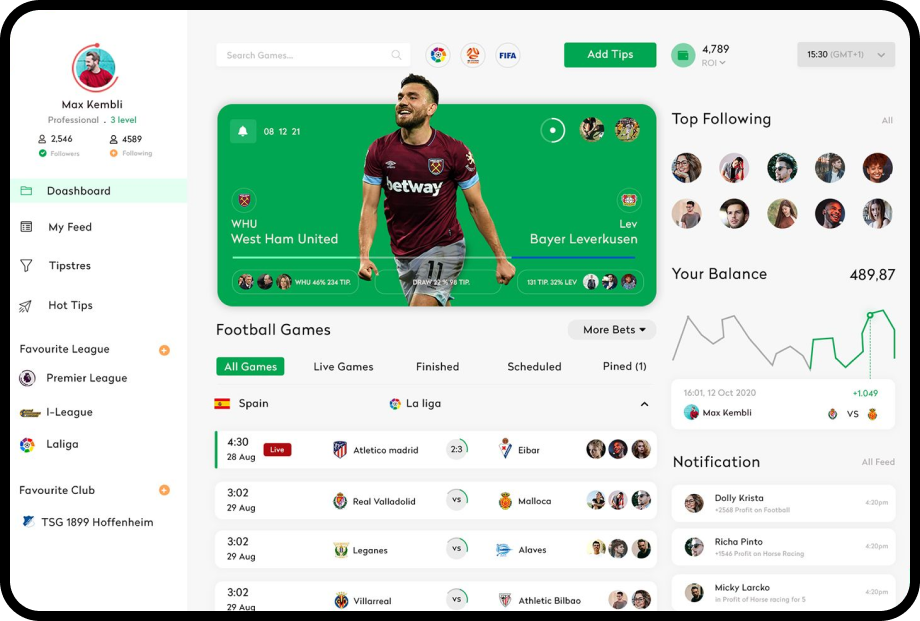 Max Kembli
Professional . 3 level
2,546
4589
Followers
Following
Doashboard
My Feed
Tipstres
Hot Tips
Favourite League
Premier League
I-League
Laliga
Favourite Club
TSG 1899 Hoffenheim
Search Games...
FIFA
Add Tips
4,789
ROI
15:30 (GMT+1)
08 12 21
betway
11
WHU
West Ham United
Lev
Bayer Leverkusen
WHU 46% 234 TIP.
DRAW 22 % 98 TIP.
131 TIP. 32% LEV
Football Games
More Bets
All Games
Live Games
Finished
Scheduled
Pined (1)
Spain
La liga
4:30
28 Aug
Live
Atletico madrid
2:3
Eibar
3:02
29 Aug
Real Valladolid
VS
Malloca
3:02
29 Aug
Leganes
VS
Alaves
3:02
29 Aug
Villarreal
VS
Athletic Bilbao
Top Following
All
Your Balance
489,87
16:01, 12 Oct 2020
+1.049
Max Kembli
VS
Notification
All Feed
Dolly Krista
+2568 Profit on Football
4:20pm
Richa Pinto
+1546 Profit on Horse Racing
4:20pm
Micky Larcko
in Profit of Horse racing for 5
4:20pm